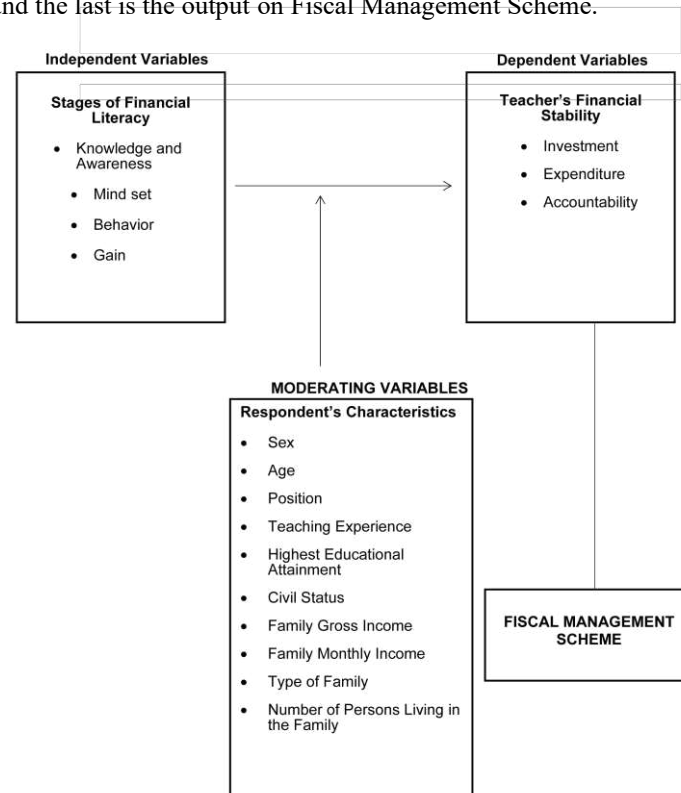 and the last is the output on Fiscal Management Scheme.
Independent Variables
Stages of Financial
Literacy
• Knowledge and
Awareness
• Mind set
• Behavior
• Gain
Dependent Variables
Teacher's Financial
Stability
• Investment
• Expenditure
• Accountability
MODERATING VARIABLES
Respondent's Characteristics
• Sex
• Age
• Position
• Teaching Experience
• Highest Educational
Attainment
• Civil Status
• Family Gross Income
• Family Monthly Income
• Type of Family
• Number of Persons Living in
the Family
FISCAL MANAGEMENT
SCHEME